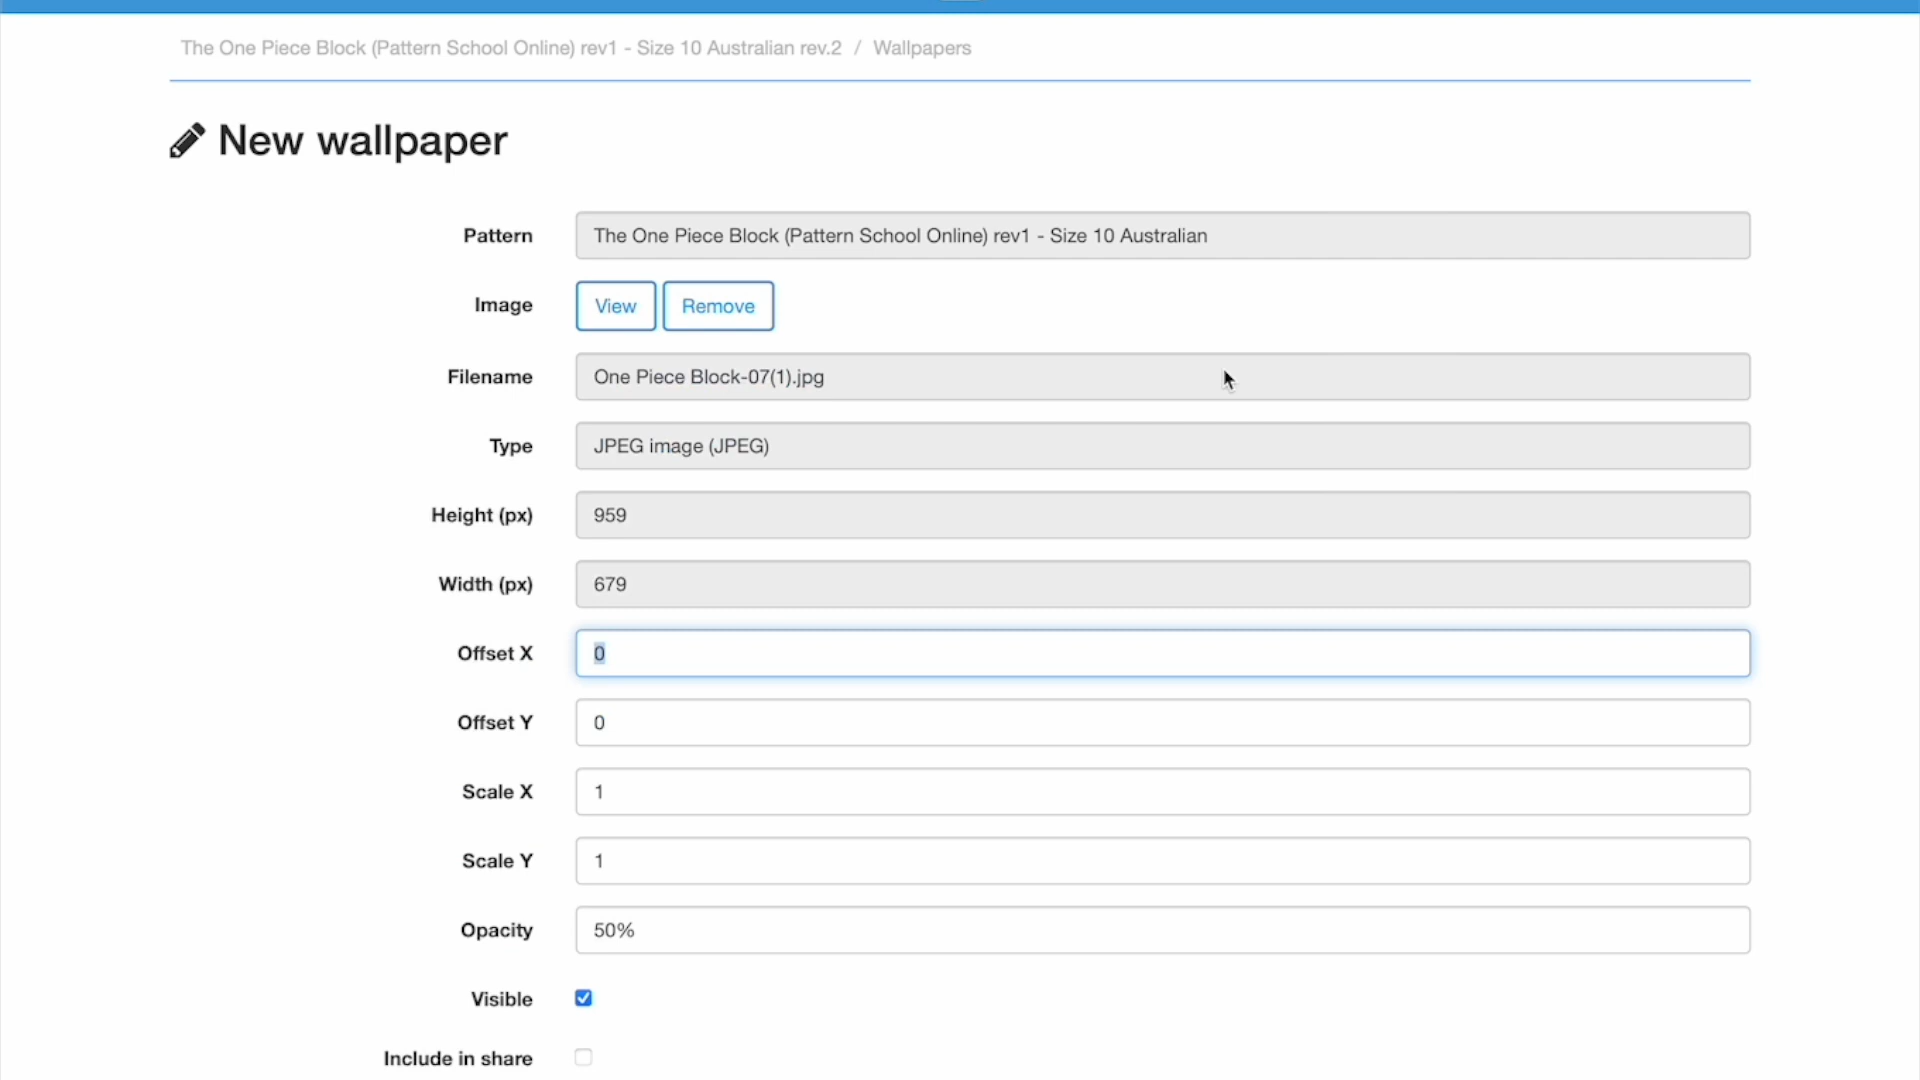 The One Piece Block (Pattern School Online) rev1 - Size 10 Australian rev.2 / Wallpapers
New wallpaper
Pattern The One Piece Block (Pattern School Online) rev1 - Size 10 Australian
Image View Remove
Filename One Piece Block-07(1).jpg
Type JPEG image (JPEG)
Height (px) 959
Width (px) 679
Offset X 0
Offset Y 0
Scale X 1
Scale Y 1
Opacity 50%
Visible
Include in share